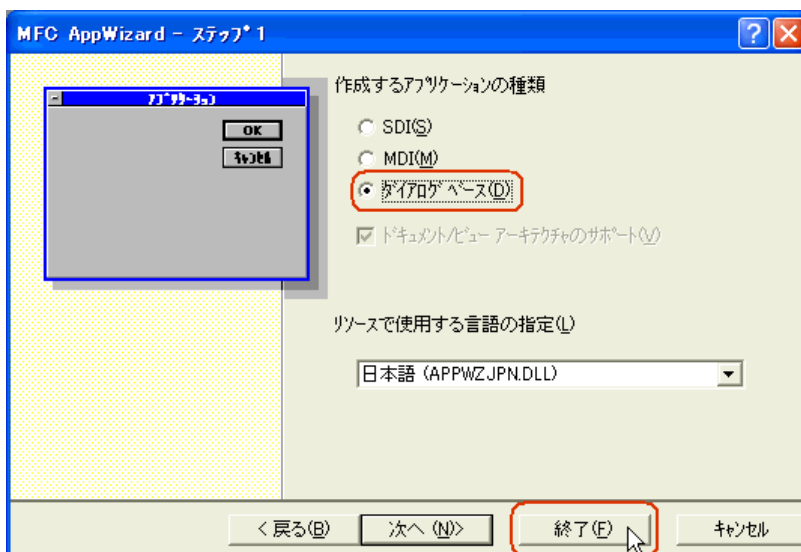 MFC AppWizard - ｽﾃｯﾌﾟ 1
ｱﾌﾟﾘｹｰｼｮﾝ
OK
ｷｬﾝｾﾙ
作成するｱﾌﾟﾘｹｰｼｮﾝの種類
SDI(S)
MDI(M)
ﾀﾞｲｱﾛｸﾞ ﾍﾞｰｽ(D)
ﾄﾞｷｭﾒﾝﾄ/ﾋﾞｭｰ ｱｰｷﾃｸﾁｬのｻﾎﾟｰﾄ(V)
ﾘｿｰｽで使用する言語の指定(L)
日本語 (APPWZJPN.DLL)
< 戻る(B)
次へ (N)>
終了(F)
ｷｬﾝｾﾙ